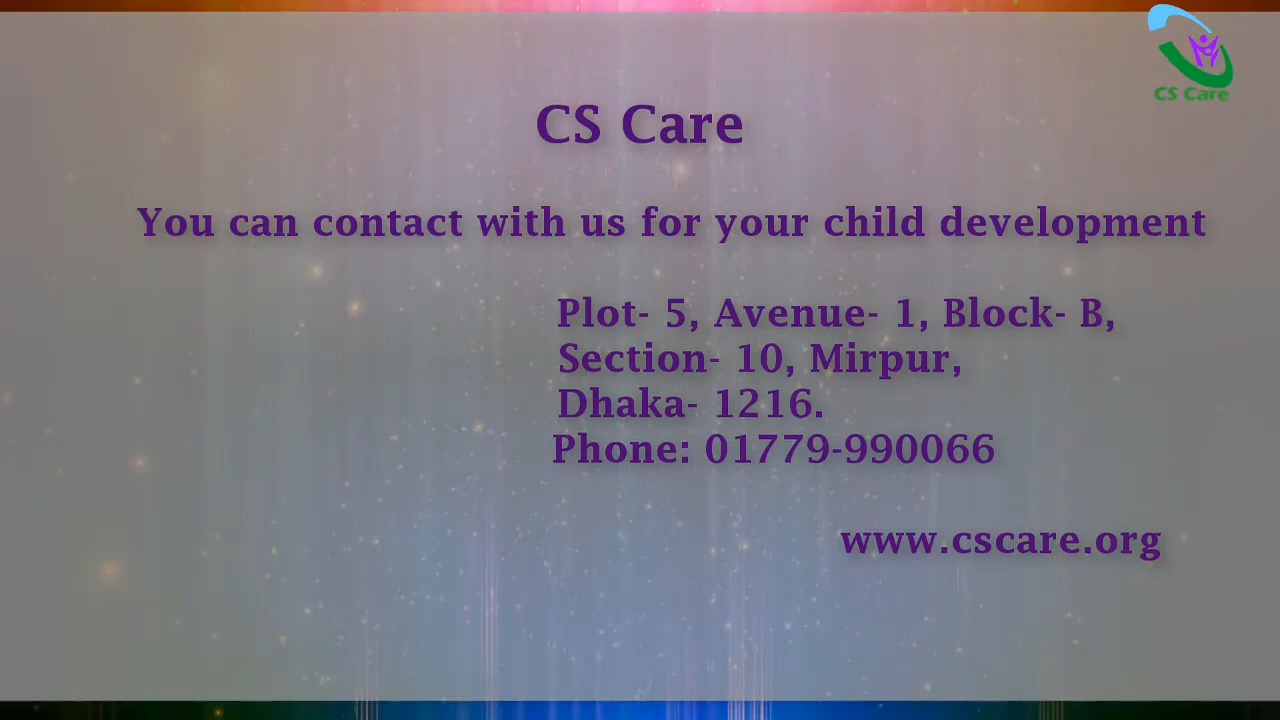 CS Care
CS Care
You can contact with us for your child development
Plot- 5, Avenue- 1, Block- B,
Section- 10, Mirpur,
Dhaka- 1216.
Phone: 01779-990066
www.cscare.org